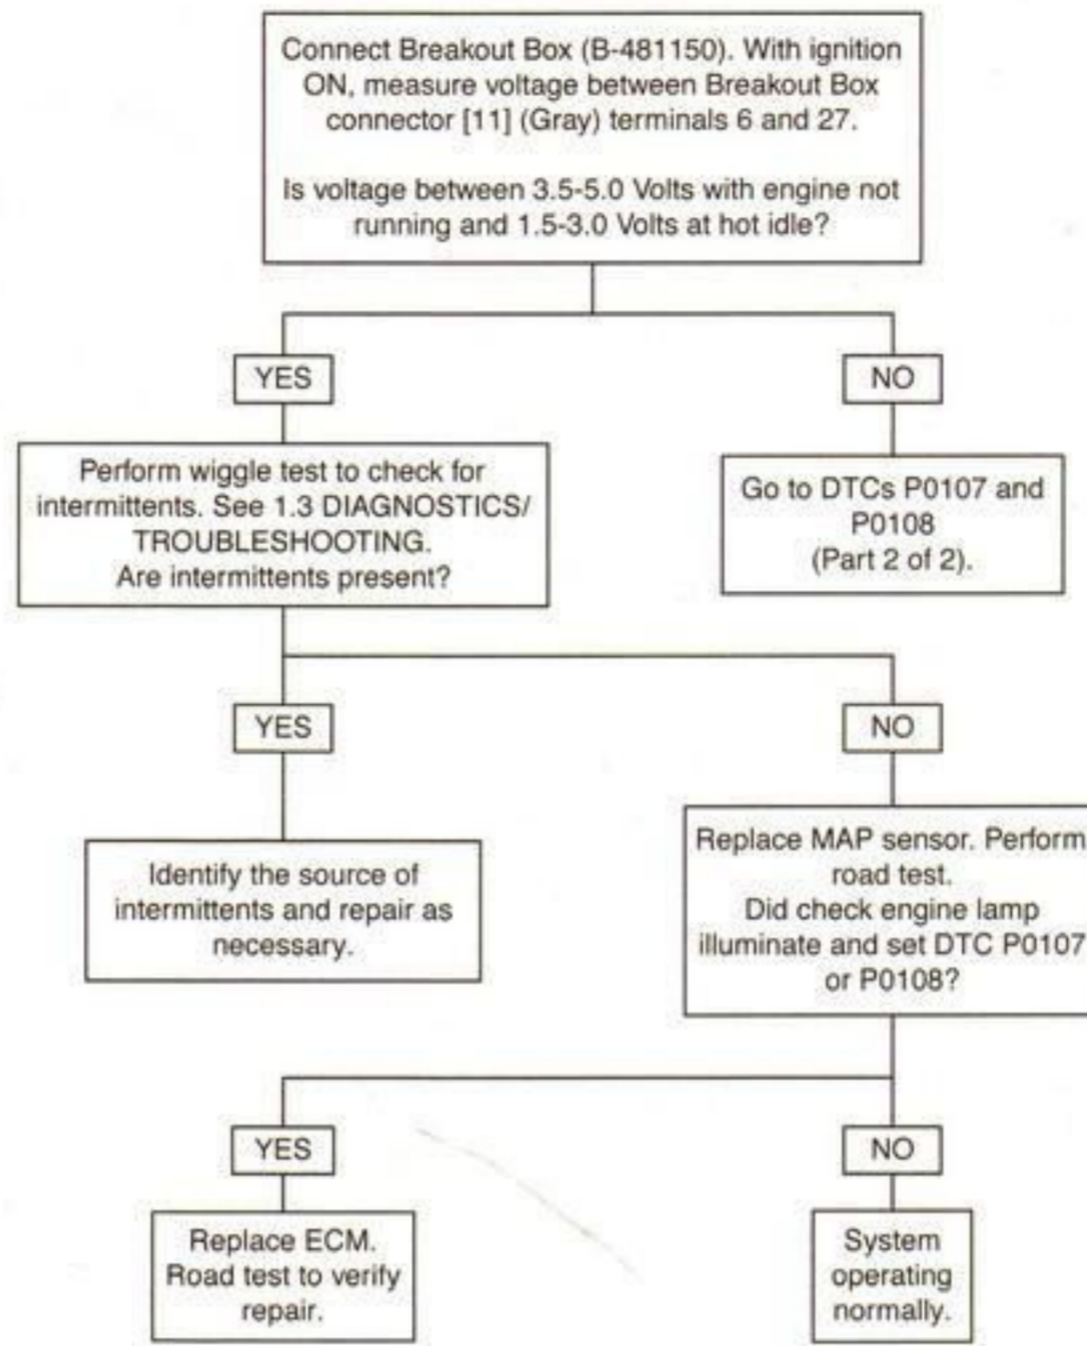 Connect Breakout Box (B-481150). With ignition
ON, measure voltage between Breakout Box
connector [11] (Gray) terminals 6 and 27.
Is voltage between 3.5-5.0 Volts with engine not
running and 1.5-3.0 Volts at hot idle?
YES
NO
Perform wiggle test to check for
intermittents. See 1.3 DIAGNOSTICS/
TROUBLESHOOTING.
Are intermittents present?
Go to DTCs P0107 and
P0108
(Part 2 of 2).
YES
NO
Identify the source of
intermittents and repair as
necessary.
Replace MAP sensor. Perform
road test.
Did check engine lamp
illuminate and set DTC P0107
or P0108?
YES
NO
Replace ECM.
Road test to verify
repair.
System
operating
normally.